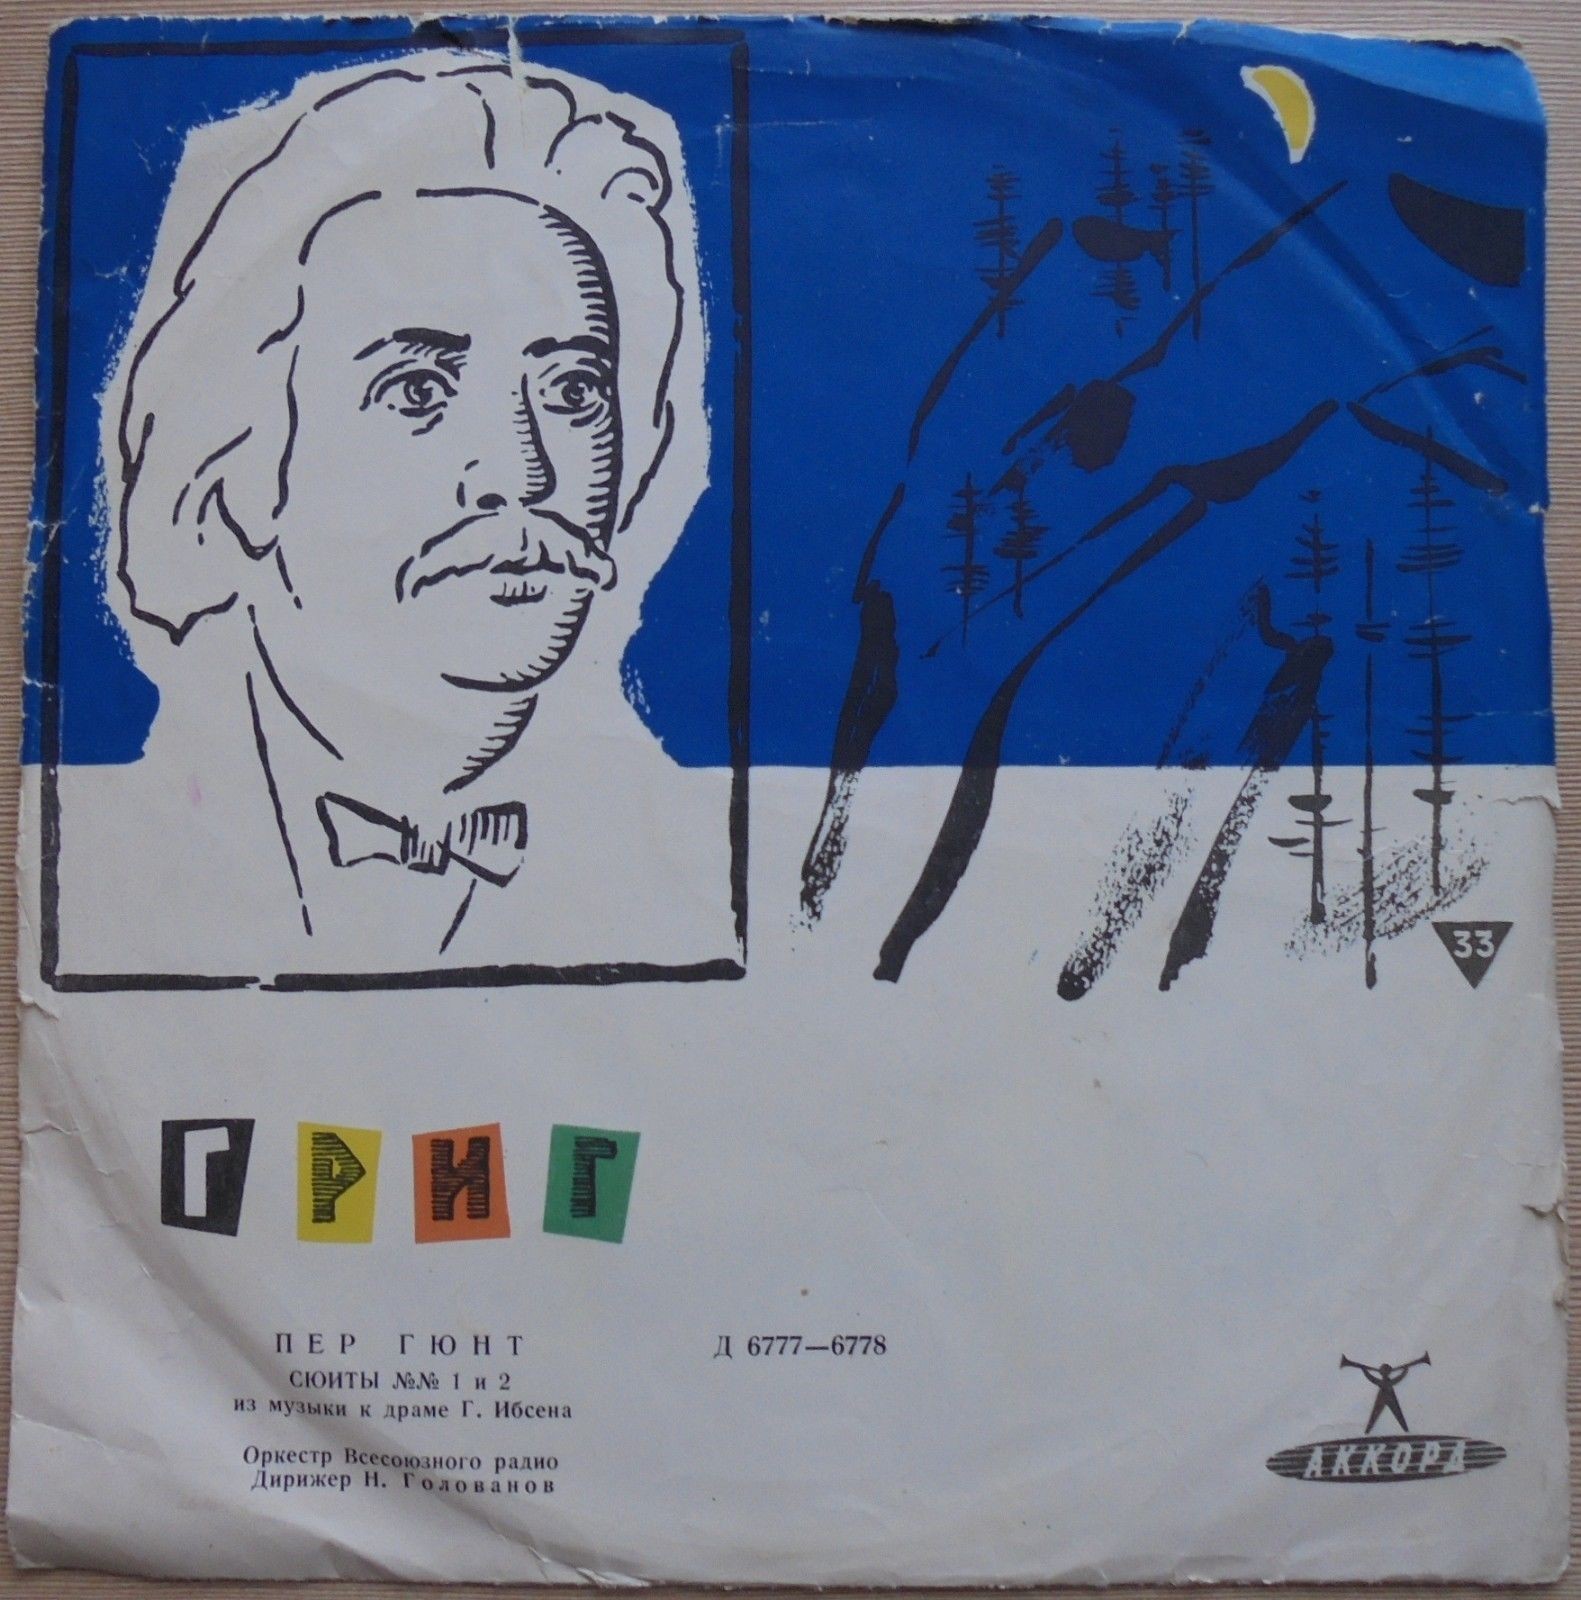 33
ГРИГ
ПЕР ГЮНТ
СЮИТЫ №№ 1 и 2
из музыки к драме Г. Ибсена
Оркестр Всесоюзного радио
Дирижер Н. Голованов
Д 6777—6778
АККОРД